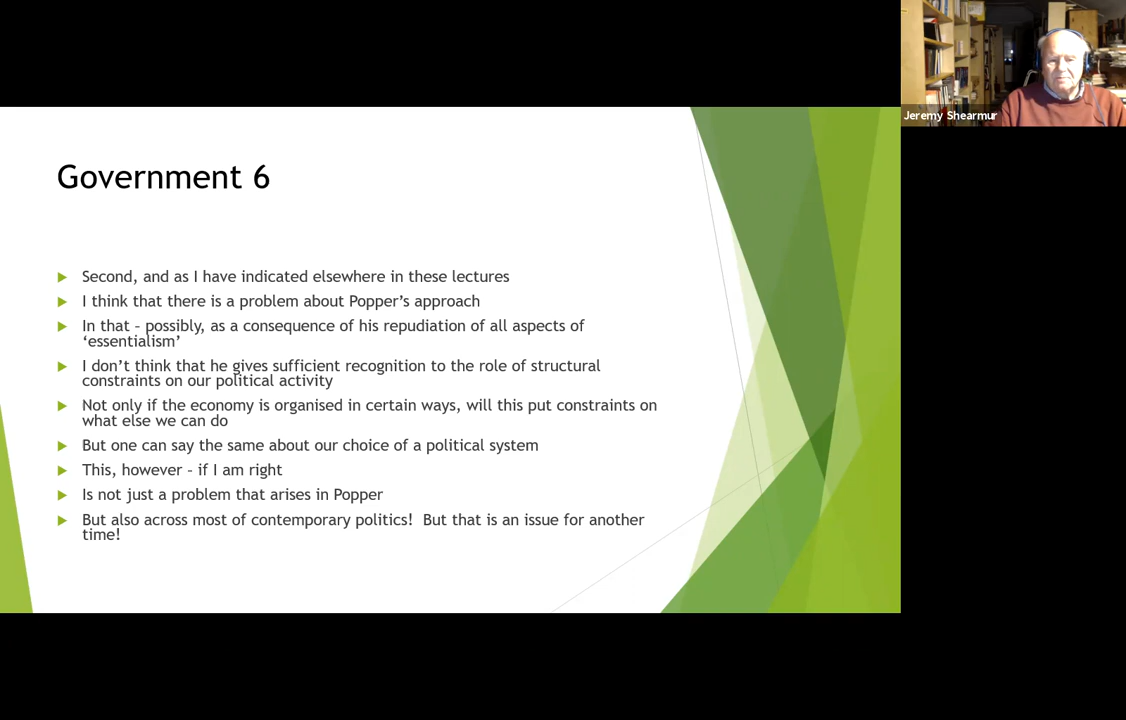 Jeremy Shearmur
Government 6
Second, and as I have indicated elsewhere in these lectures
I think that there is a problem about Popper’s approach
In that – possibly, as a consequence of his repudiation of all aspects of
‘essentialism’
I don’t think that he gives sufficient recognition to the role of structural
constraints on our political activity
Not only if the economy is organised in certain ways, will this put constraints on
what else we can do
But one can say the same about our choice of a political system
This, however – if I am right
Is not just a problem that arises in Popper
But also across most of contemporary politics!  But that is an issue for another
time!